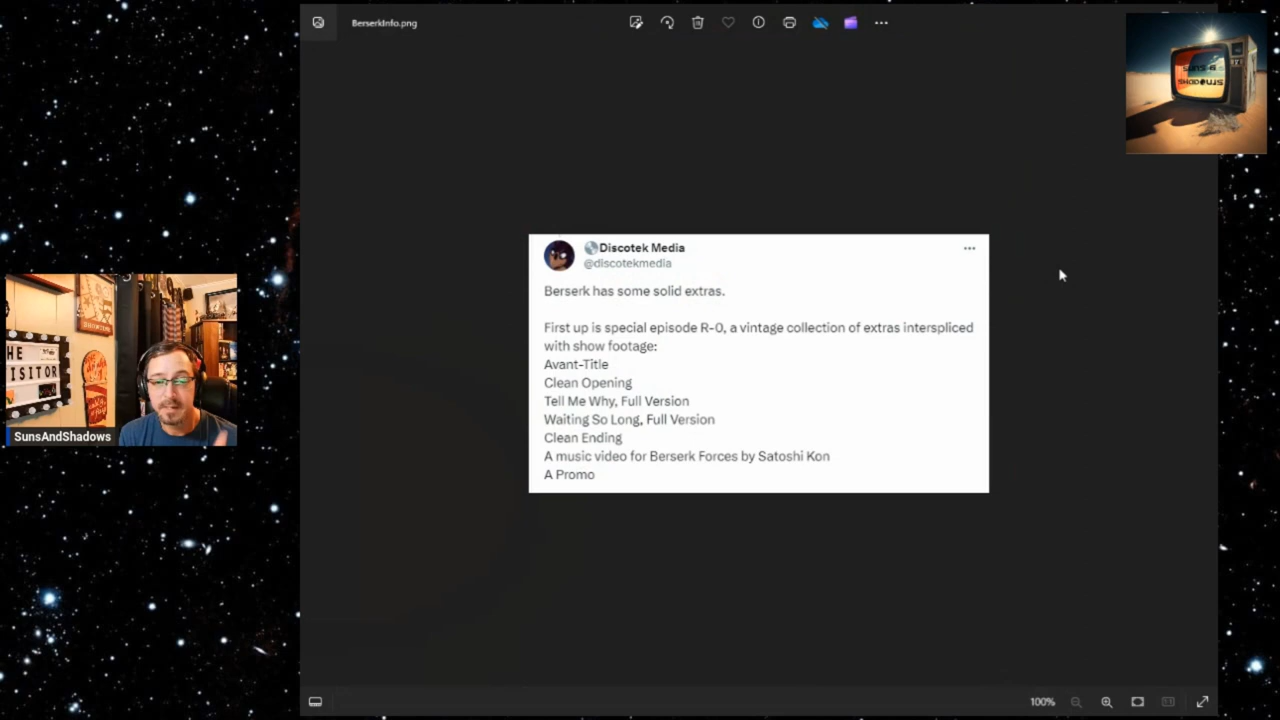 BerserkInfo.png
Discotek Media
@discotekmedia
Berserk has some solid extras.
First up is special episode R-0, a vintage collection of extras interspliced
with show footage:
Avant-Title
Clean Opening
Tell Me Why, Full Version
Waiting So Long, Full Version
Clean Ending
A music video for Berserk Forces by Satoshi Kon
A Promo
HE
ISITOR
SunsAndShadows
100%